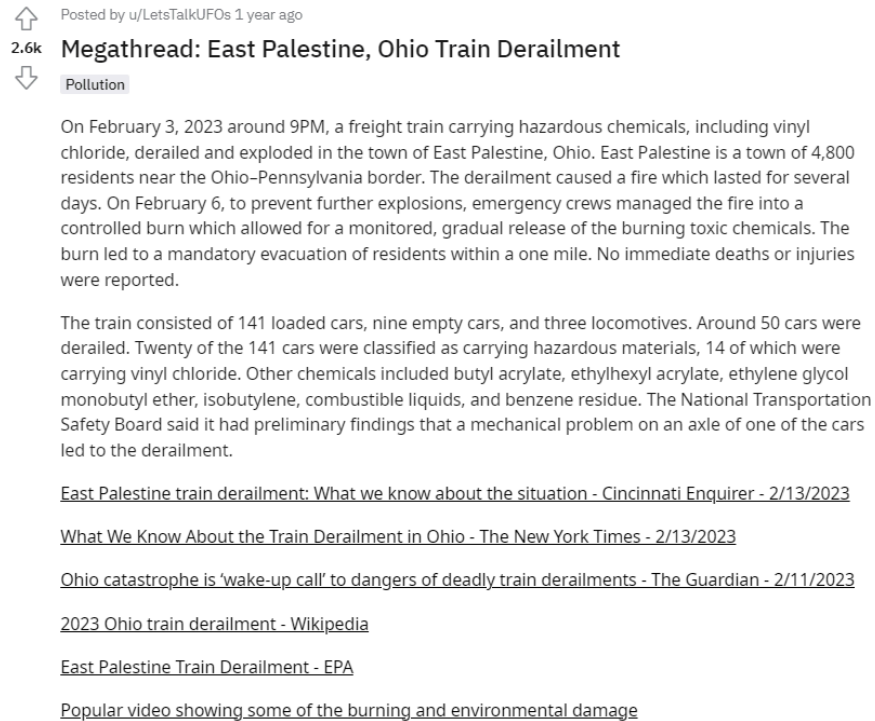 Posted by u/LetsTalkUFOs 1 year ago
2.6k
Megathread: East Palestine, Ohio Train Derailment
Pollution
On February 3, 2023 around 9PM, a freight train carrying hazardous chemicals, including vinyl
chloride, derailed and exploded in the town of East Palestine, Ohio. East Palestine is a town of 4,800
residents near the Ohio–Pennsylvania border. The derailment caused a fire which lasted for several
days. On February 6, to prevent further explosions, emergency crews managed the fire into a
controlled burn which allowed for a monitored, gradual release of the burning toxic chemicals. The
burn led to a mandatory evacuation of residents within a one mile. No immediate deaths or injuries
were reported.
The train consisted of 141 loaded cars, nine empty cars, and three locomotives. Around 50 cars were
derailed. Twenty of the 141 cars were classified as carrying hazardous materials, 14 of which were
carrying vinyl chloride. Other chemicals included butyl acrylate, ethylhexyl acrylate, ethylene glycol
monobutyl ether, isobutylene, combustible liquids, and benzene residue. The National Transportation
Safety Board said it had preliminary findings that a mechanical problem on an axle of one of the cars
led to the derailment.
East Palestine train derailment: What we know about the situation - Cincinnati Enquirer - 2/13/2023
What We Know About the Train Derailment in Ohio - The New York Times - 2/13/2023
Ohio catastrophe is ‘wake-up call’ to dangers of deadly train derailments - The Guardian - 2/11/2023
2023 Ohio train derailment - Wikipedia
East Palestine Train Derailment - EPA
Popular video showing some of the burning and environmental damage